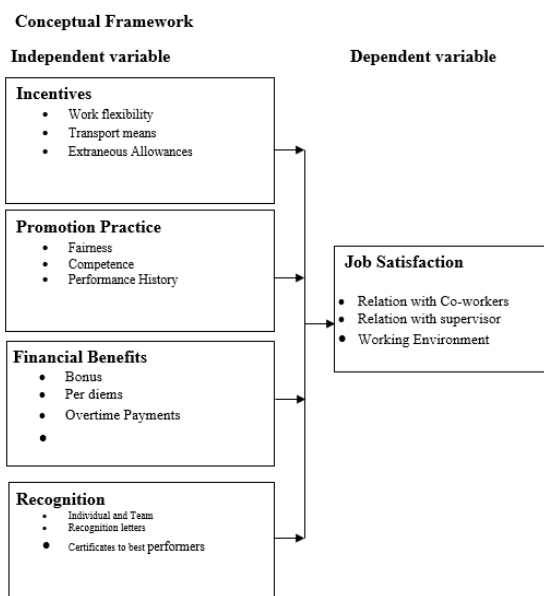 Conceptual Framework
Independent variable
Dependent variable
Incentives
• Work flexibility
• Transport means
• Extraneous Allowances
Promotion Practice
• Fairness
• Competence
• Performance History
Financial Benefits
• Bonus
• Per diems
• Overtime Payments
•
Recognition
• Individual and Team
• Recognition letters
• Certificates to best performers
Job Satisfaction
• Relation with Co-workers
• Relation with supervisor
• Working Environment